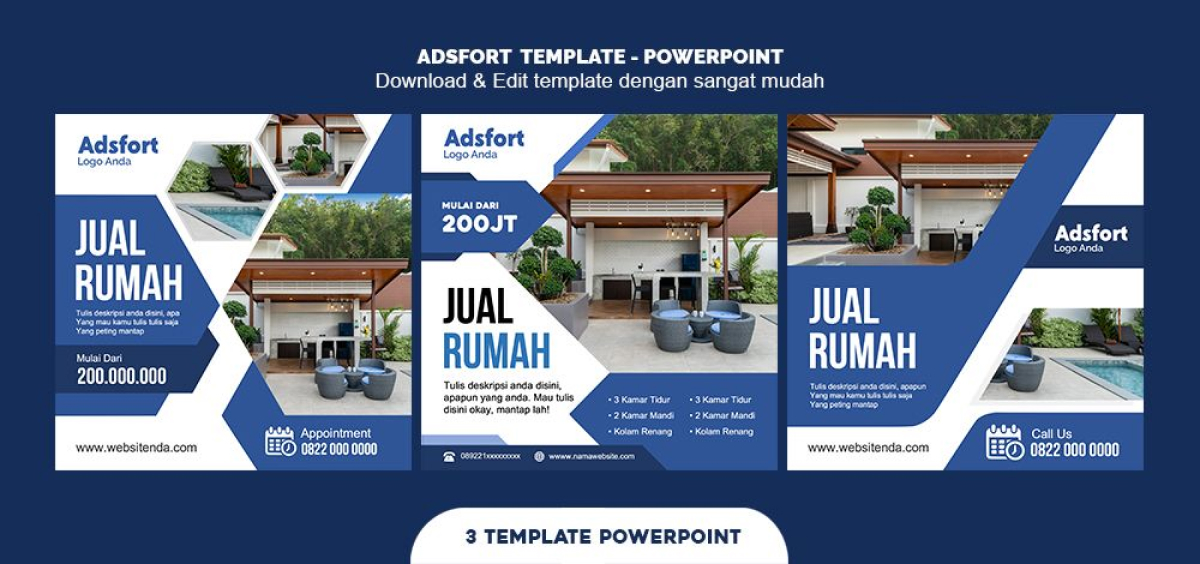 ADSFORT TEMPLATE - POWERPOINT
Download & Edit template dengan sangat mudah
Adsfort
Logo Anda
JUAL
RUMAH
Tulis deskripsi anda disini, apa
Yang mau kamu tulis tulis saja
Yang peting mantap
Mulai Dari
200.000.000
www.websitenda.com
Appointment
0822 000 0000
Adsfort
Logo Anda
MULAI DARI
200JT
JUAL
RUMAH
Tulis deskripsi anda disini,
apapun yang anda. Mau tulis
disini okay, mantap lah!
• 3 Kamar Tidur
• 2 Kamar Mandi
• Kolam Renang
• 3 Kamar Tidur
• 2 Kamar Mandi
• Kolam Renang
089221xxxxxxxxx
www.namawebsite.com
Adsfort
Logo Anda
JUAL
RUMAH
Tulis deskripsi anda disini, apapun
Yang mau kamu tulis tulis saja
Yang peting mantap
www.websitenda.com
Call Us
0822 000 0000
3 TEMPLATE POWERPOINT